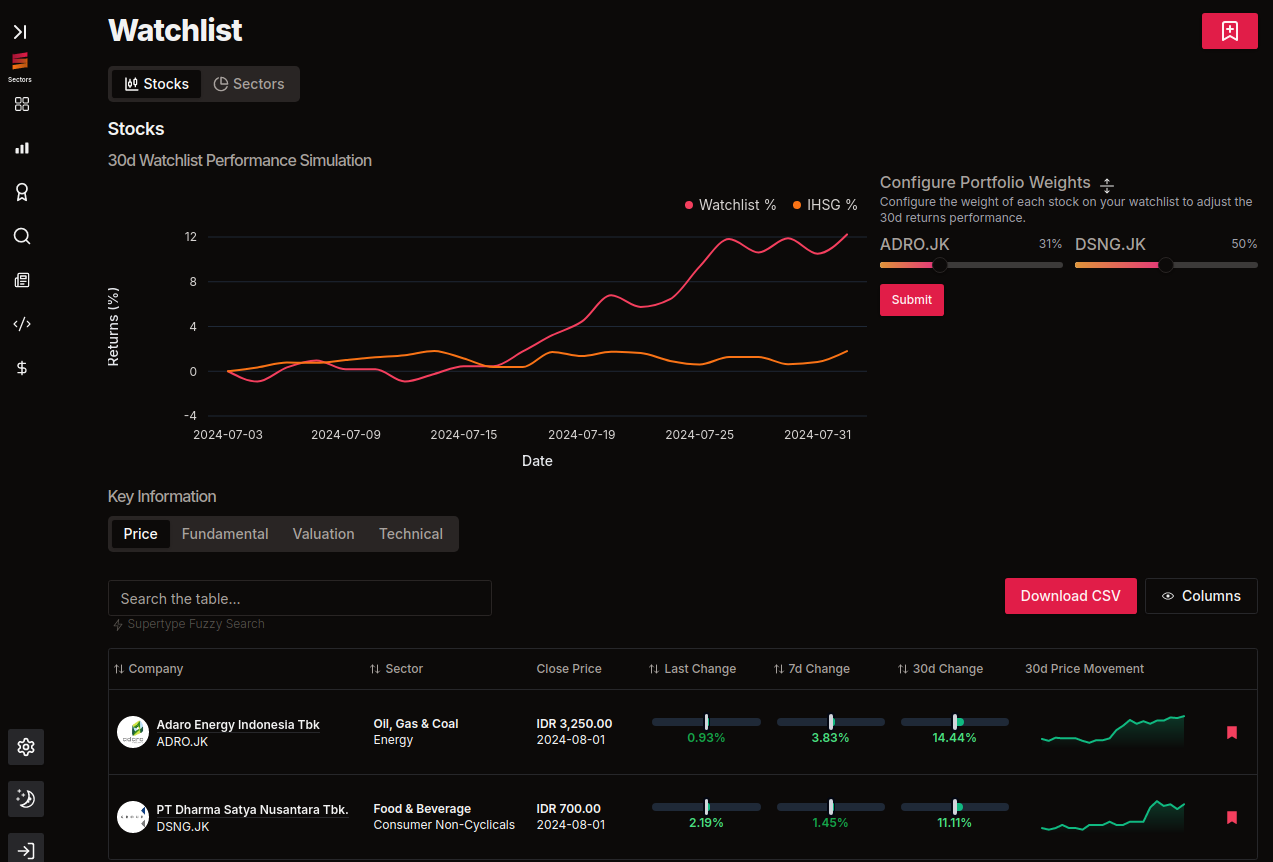 Watchlist
Sectors
Stocks Sectors
Stocks
30d Watchlist Performance Simulation
Watchlist % IHSG %
Returns (%)
12
8
4
0
-4
2024-07-03 2024-07-09 2024-07-15 2024-07-19 2024-07-25 2024-07-31
Date
Configure Portfolio Weights
Configure the weight of each stock on your watchlist to adjust the
30d returns performance.
ADRO.JK 31% DSNG.JK 50%
Submit
Key Information
Price Fundamental Valuation Technical
Search the table...
Supertype Fuzzy Search
Download CSV Columns
Company Sector Close Price Last Change 7d Change 30d Change 30d Price Movement
Adaro Energy Indonesia Tbk Oil, Gas & Coal IDR 3,250.00
ADRO.JK Energy 2024-08-01 0.93% 3.83% 14.44%
PT Dharma Satya Nusantara Tbk. Food & Beverage IDR 700.00
DSNG.JK Consumer Non-Cyclicals 2024-08-01 2.19% 1.45% 11.11%